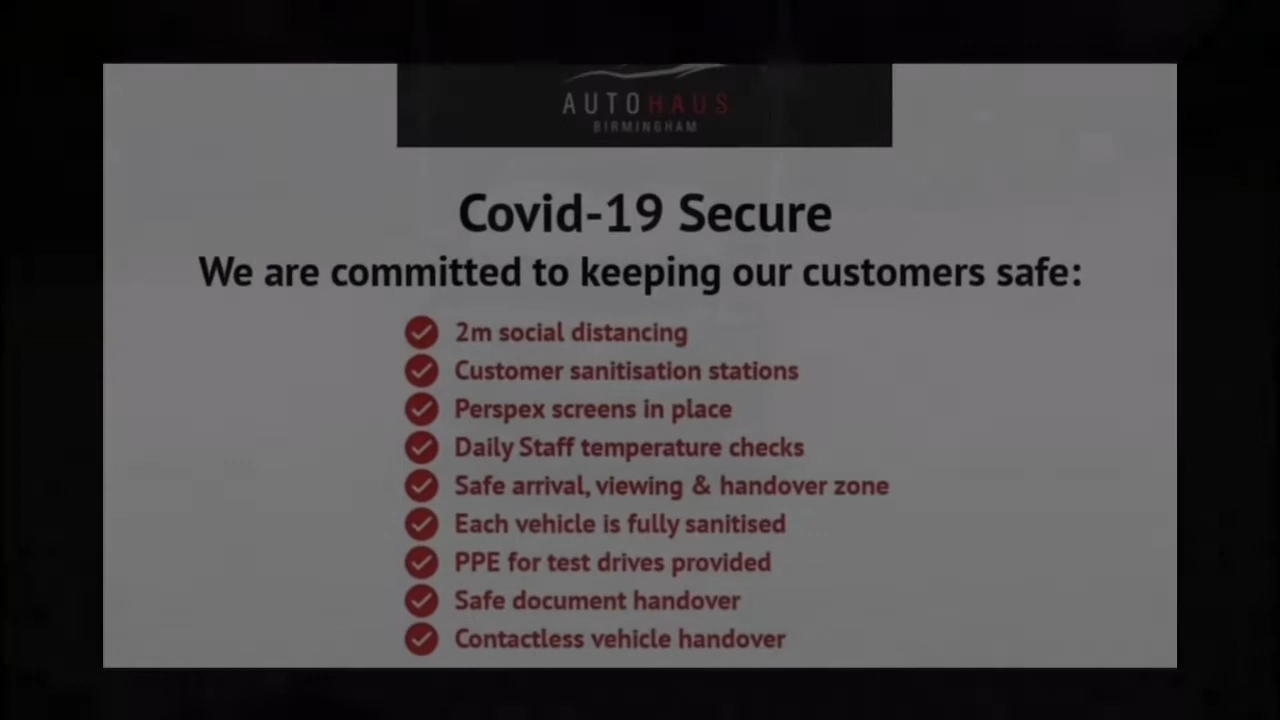 AUTOHAUS
BIRMINGHAM
Covid-19 Secure
We are committed to keeping our customers safe:
2m social distancing
Customer sanitisation stations
Perspex screens in place
Daily Staff temperature checks
Safe arrival, viewing & handover zone
Each vehicle is fully sanitised
PPE for test drives provided
Safe document handover
Contactless vehicle handover